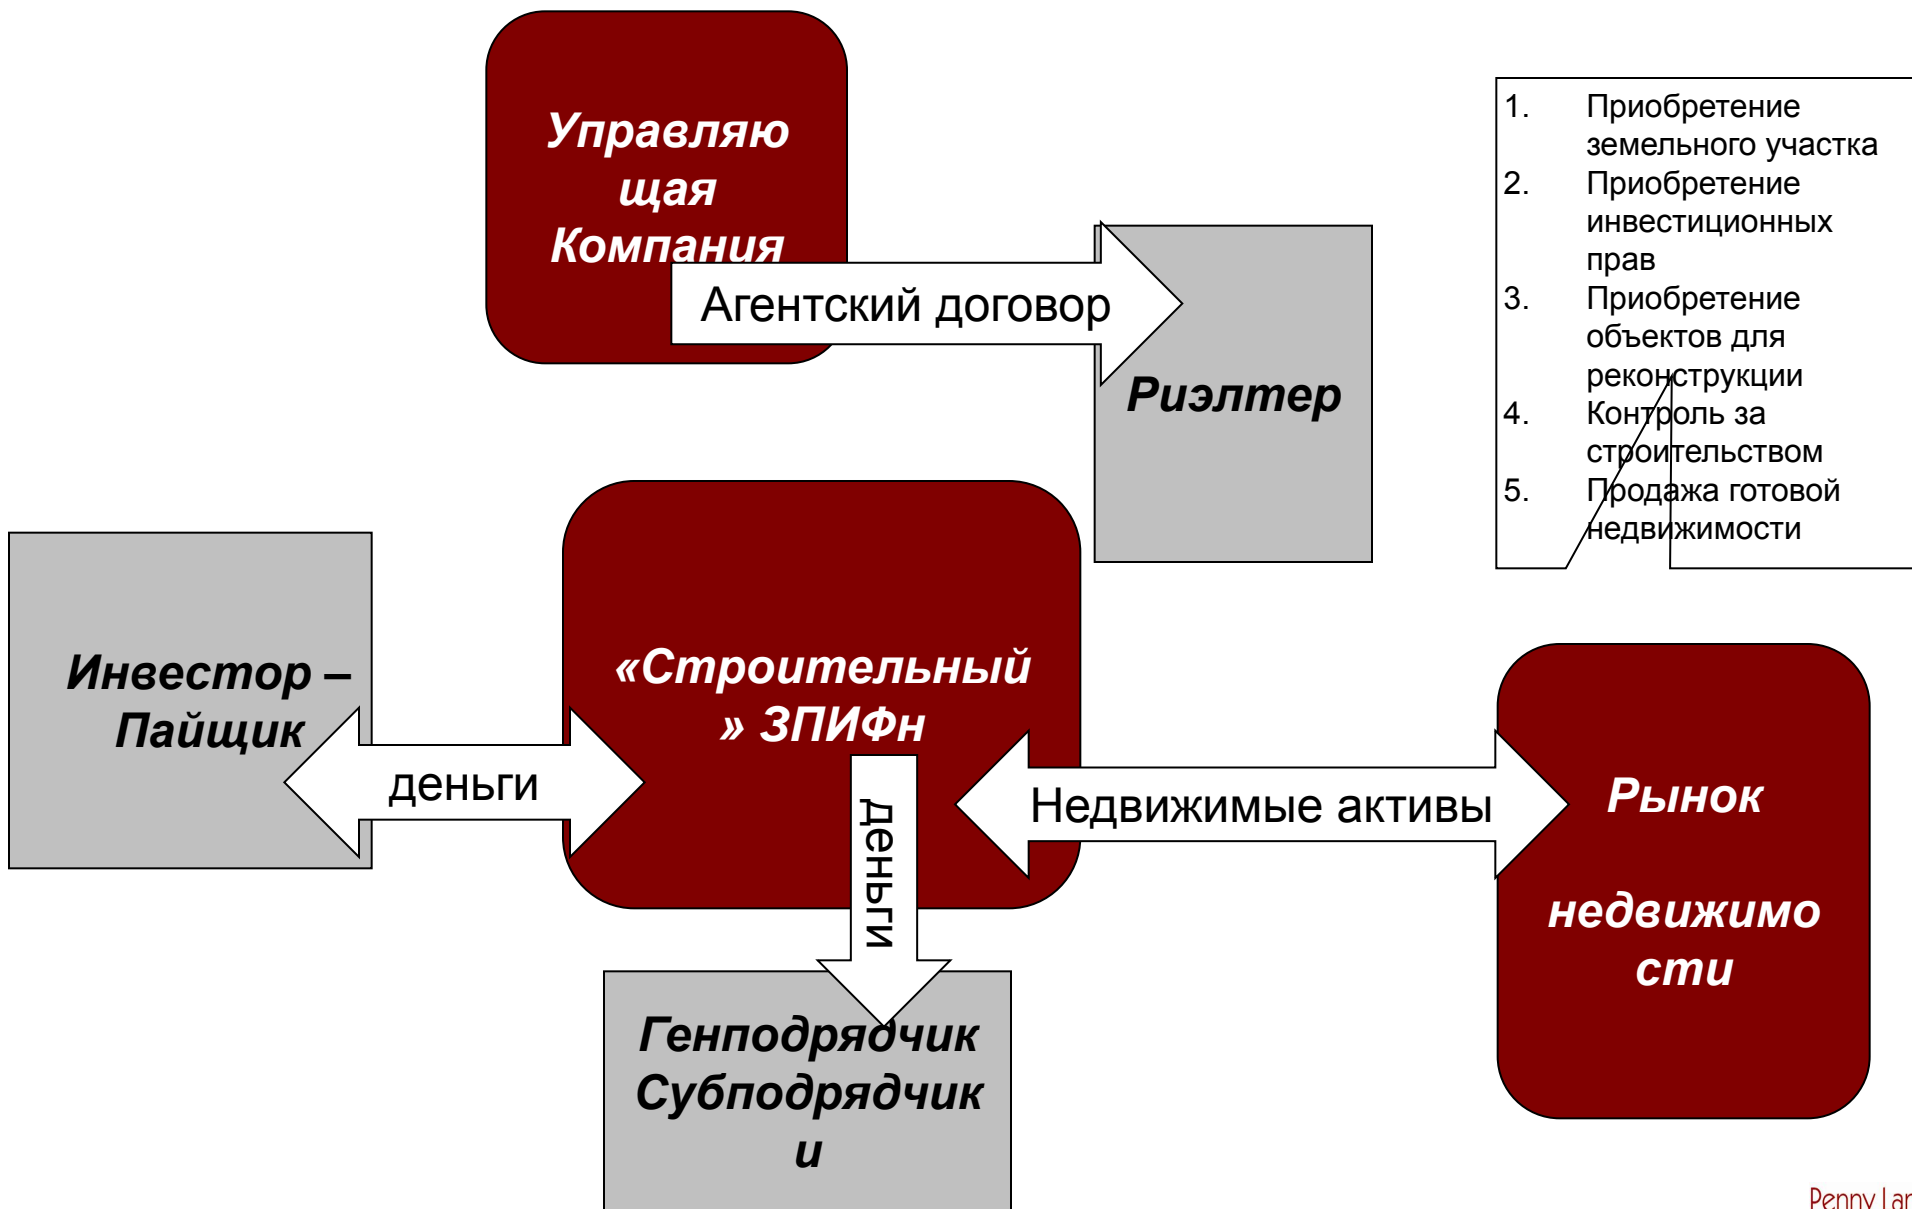 Управляю
щая
Компания
Агентский договор
Риэлтер
1. Приобретение
земельного участка
2. Приобретение
инвестиционных
прав
3. Приобретение
объектов для
реконструкции
4. Контроль за
строительством
5. Продажа готовой
недвижимости
Инвестор –
Пайщик
деньги
«Строительный
» ЗПИФн
деньги
Недвижимые активы
Рынок
недвижимо
сти
Генподрядчик
Субподрядчик
и
Penny Lan